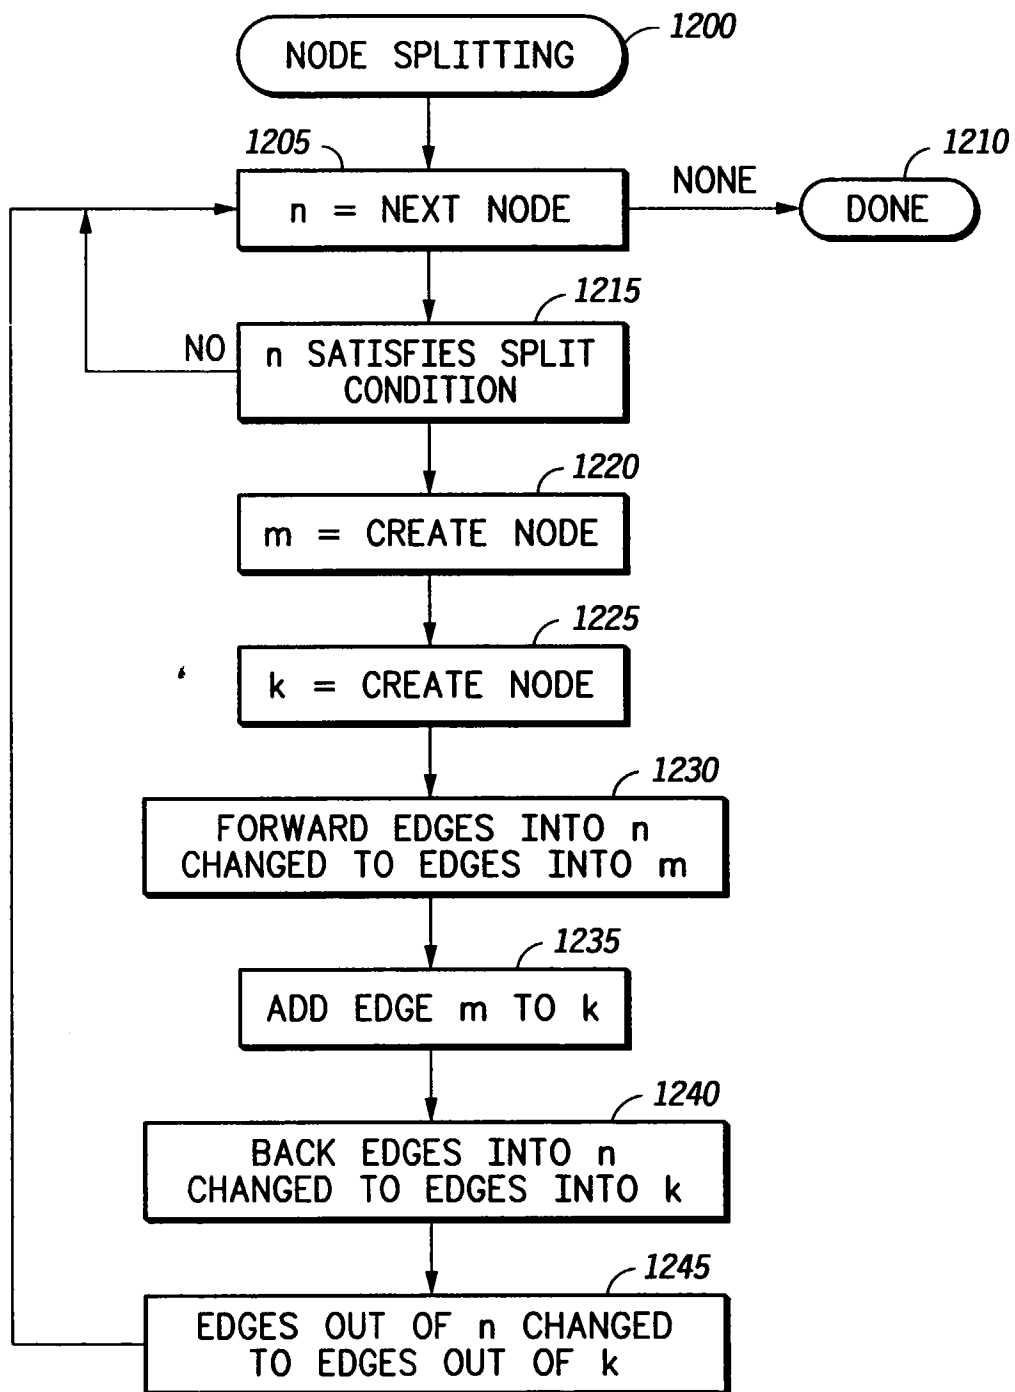 1200
NODE SPLITTING
1205
n = NEXT NODE
NONE
1210
DONE
1215
NO
n SATISFIES SPLIT
CONDITION
1220
m = CREATE NODE
1225
k = CREATE NODE
1230
FORWARD EDGES INTO n
CHANGED TO EDGES INTO m
1235
ADD EDGE m TO k
1240
BACK EDGES INTO n
CHANGED TO EDGES INTO k
1245
EDGES OUT OF n CHANGED
TO EDGES OUT OF k